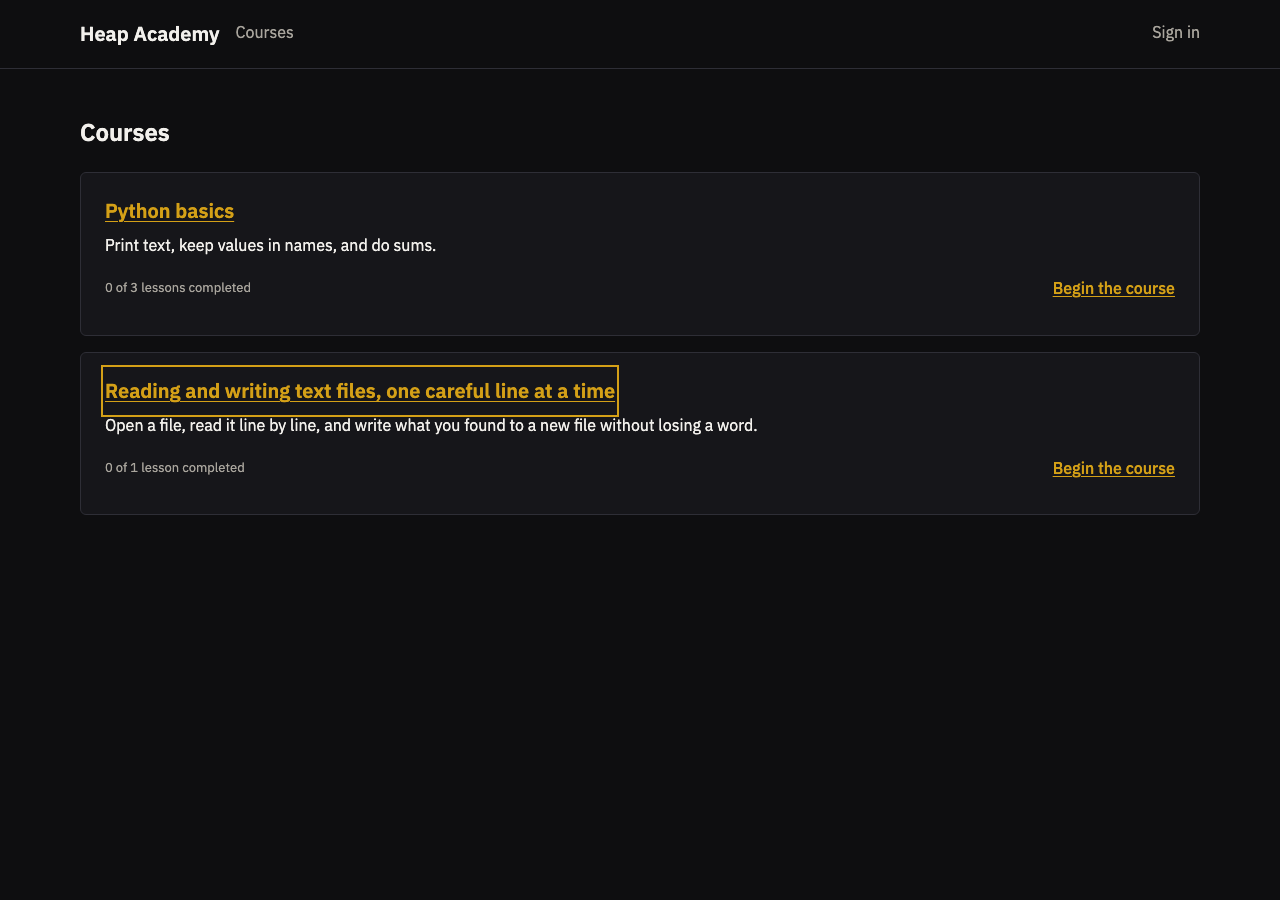 Heap Academy Courses Sign in
Courses
Python basics
Print text, keep values in names, and do sums.
0 of 3 lessons completed Begin the course
Reading and writing text files, one careful line at a time
Open a file, read it line by line, and write what you found to a new file without losing a word.
0 of 1 lesson completed Begin the course